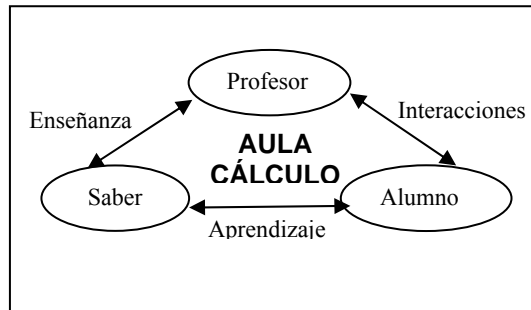 Profesor
Enseñanza
Interacciones
AULA
CÁLCULO
Saber
Alumno
Aprendizaje